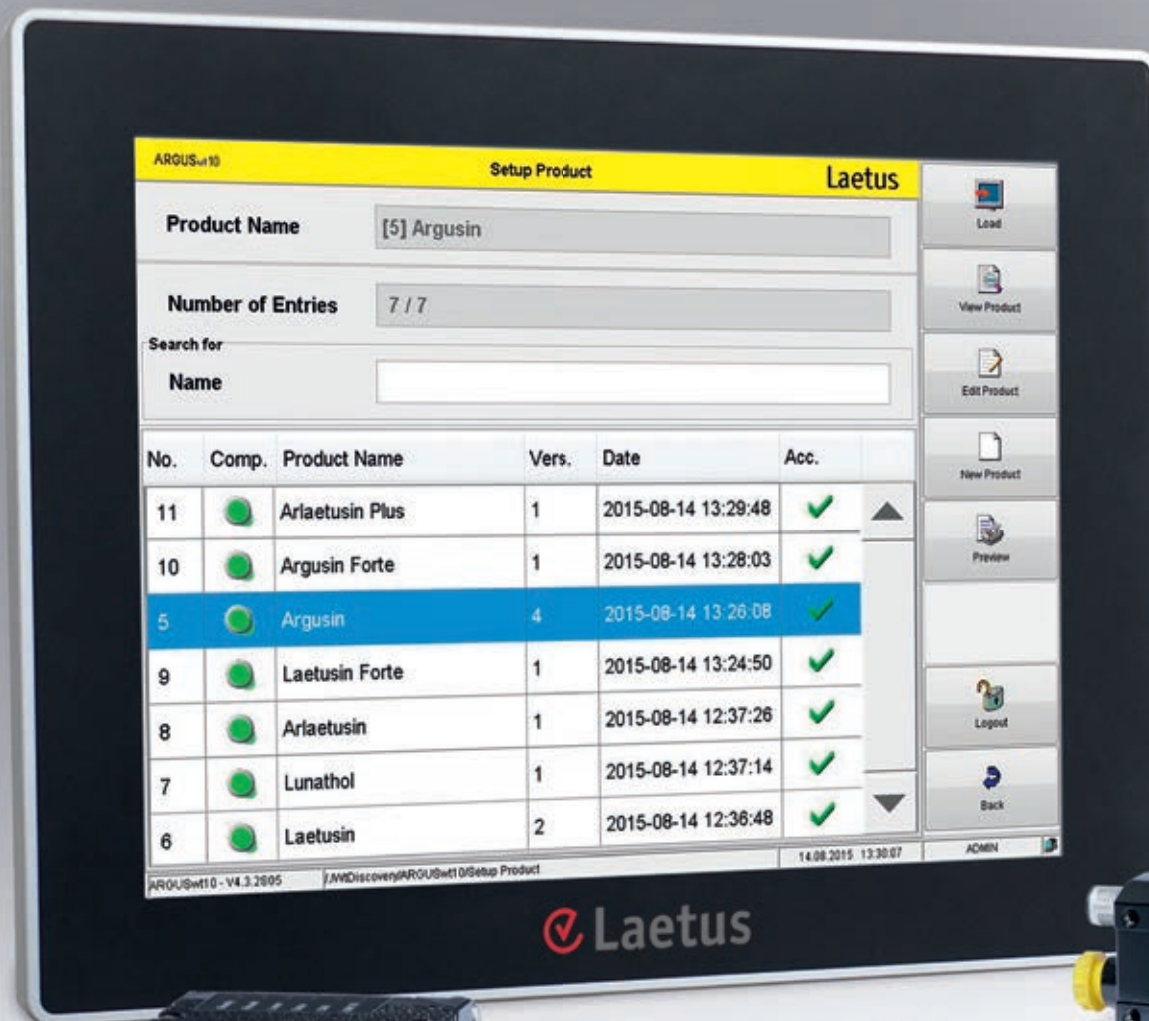 ARGUSwt10 Setup Product Laetus
Product Name [5] Argusin
Number of Entries 7 / 7
Search for
Name
No. Comp. Product Name Vers. Date Acc.
11 Arlaetusin Plus 1 2015-08-14 13:29:48
10 Argusin Forte 1 2015-08-14 13:28:03
5 Argusin 4 2015-08-14 13:26:08
9 Laetusin Forte 1 2015-08-14 13:24:50
8 Arlaetusin 1 2015-08-14 12:37:26
7 Lunathol 1 2015-08-14 12:37:14
6 Laetusin 2 2015-08-14 12:36:48
Load
View Product
Edit Product
New Product
Preview
Logout
Back
ARGUSwt10 - V4.3.2805 /ARGUSwt10/Setup Product 14.08.2015 13:30:07 ADMIN
Laetus